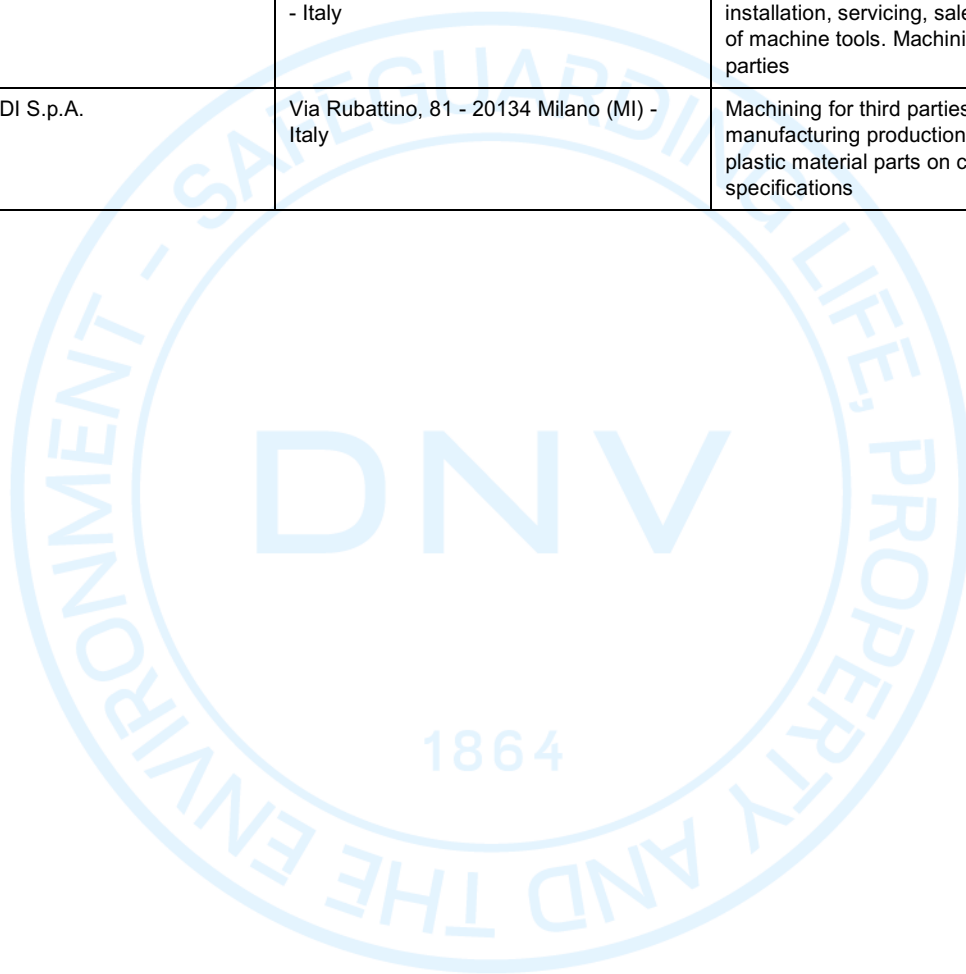 - Italy
installation, servicing, sale
of machine tools. Machini
parties
DI S.p.A.
Via Rubattino, 81 - 20134 Milano (MI) -
Italy
Machining for third parties
manufacturing production
plastic material parts on c
specifications
SAFEGUARDING LIFE, PROPERTY AND THE ENVIRONMENT -
DNV
1864